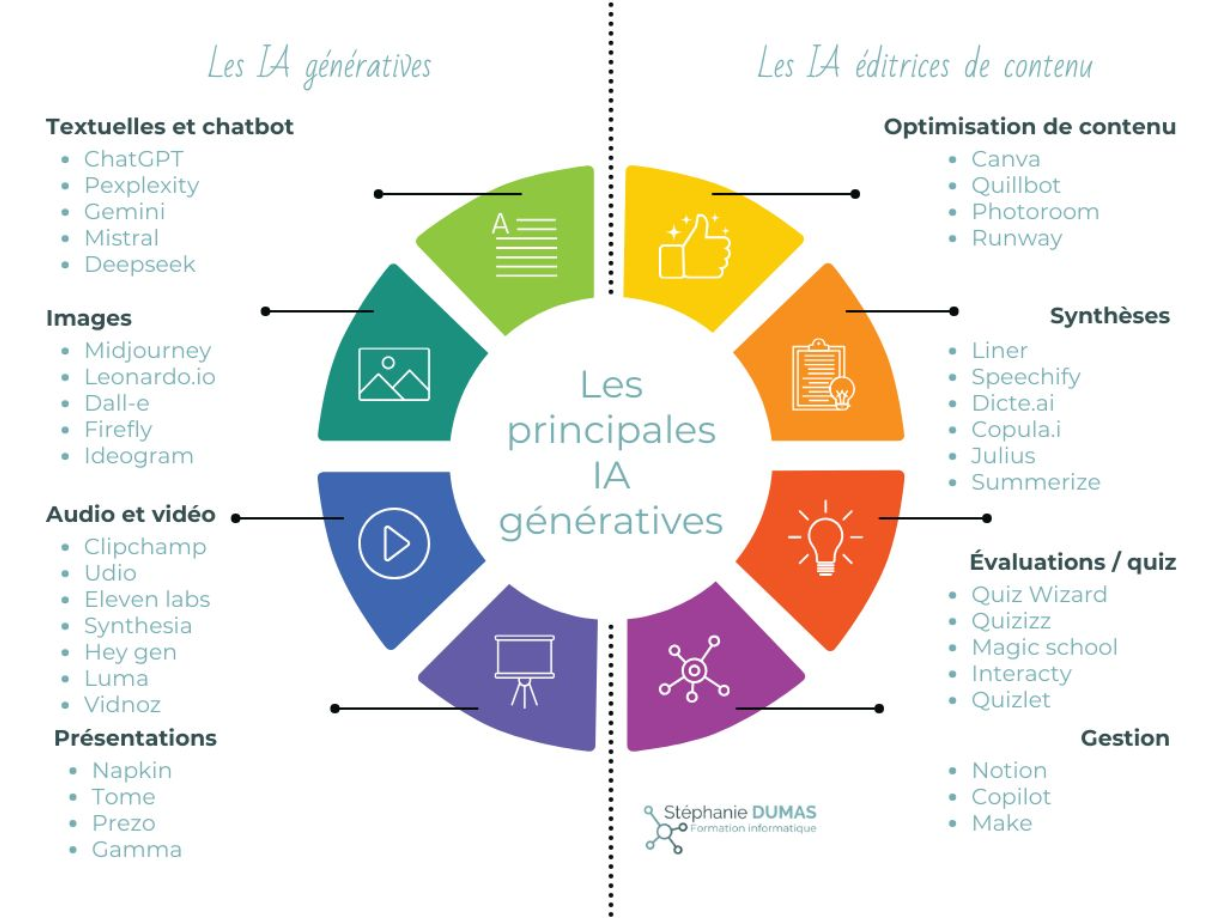 Les IA génératives
Textuelles et chatbot
ChatGPT
Pexplexity
Gemini
Mistral
Deepseek
Images
Midjourney
Leonardo.io
Dall-e
Firefly
Ideogram
Audio et vidéo
Clipchamp
Udio
Eleven labs
Synthesia
Hey gen
Luma
Vidnoz
Présentations
Napkin
Tome
Prezo
Gamma
A
Les
principales
IA
génératives
Les IA éditrices de contenu
Optimisation de contenu
Canva
Quillbot
Photoroom
Runway
Synthèses
Liner
Speechify
Dicte.ai
Copula.i
Julius
Summerize
Évaluations / quiz
Quiz Wizard
Quizizz
Magic school
Interacty
Quizlet
Gestion
Notion
Copilot
Make
Stéphanie DUMAS
Formation informatique